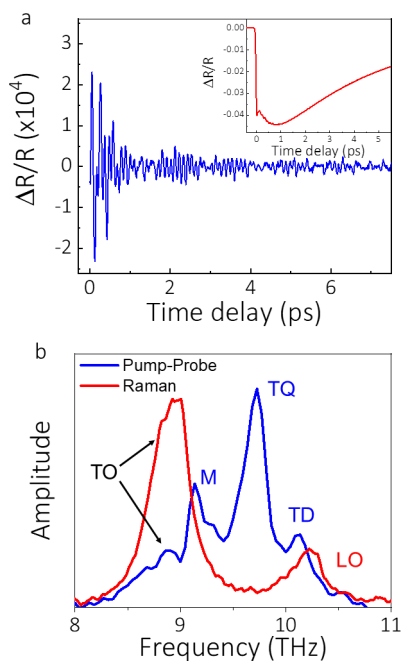 a
ΔR/R (x10⁴)
3
2
1
0
-1
-2
0
2
4
6
Time delay (ps)
ΔR/R
0.00
-0.01
-0.02
-0.03
-0.04
0
1
2
3
4
5
Time delay (ps)
b
Pump-Probe
Raman
TO
M
TQ
TD
LO
Amplitude
8
9
10
11
Frequency (THz)